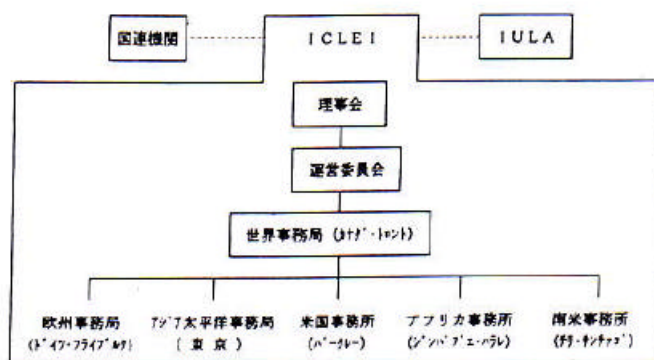 国連機関 ICLEI IULA
理事会
運営委員会
世界事務局 (ｶﾅﾀﾞ・ﾄﾛﾝﾄ)
欧州事務局 ｱｼﾞｱ太平洋事務局 米国事務所 アフリカ事務所 南米事務所
(ﾄﾞｲﾂ・ﾌﾗｲﾌﾞﾙｸ) (東京) (ﾊﾞｰｸﾚｰ) (ｼﾞﾝﾊﾞﾌﾞｴ・ﾊﾗﾚ) (ﾁﾘ・ｻﾝﾁｬｺﾞ)